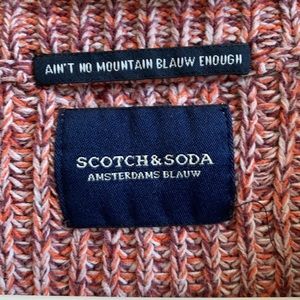 AIN'T NO MOUNTAIN BLAUW ENOUGH
SCOTCH&SODA
AMSTERDAMS BLAUW